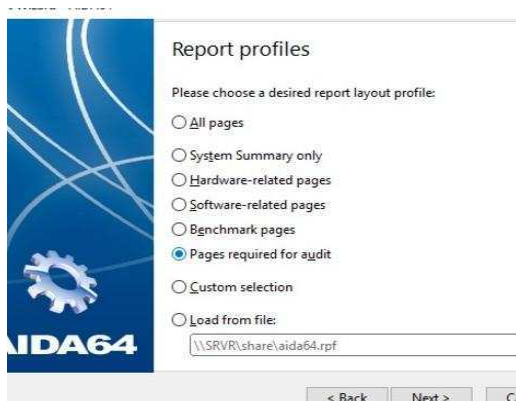 Report profiles
Please choose a desired report layout profile:
All pages
System Summary only
Hardware-related pages
Software-related pages
Benchmark pages
Pages required for audit
Custom selection
Load from file:
\\SRVR\share\aida64.rpf
AIDA64
< Back Next >